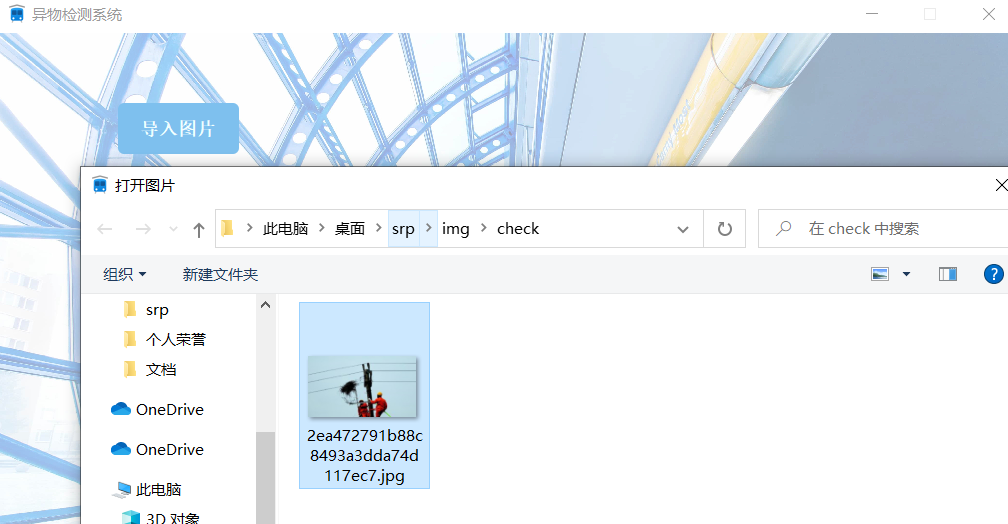 异物检测系统
导入图片
打开图片
此电脑 桌面 srp img check
在 check 中搜索
组织 新建文件夹
?
srp
个人荣誉
文档
OneDrive
OneDrive
此电脑
3D 对象
2ea472791b88c
8493a3dda74d
117ec7.jpg